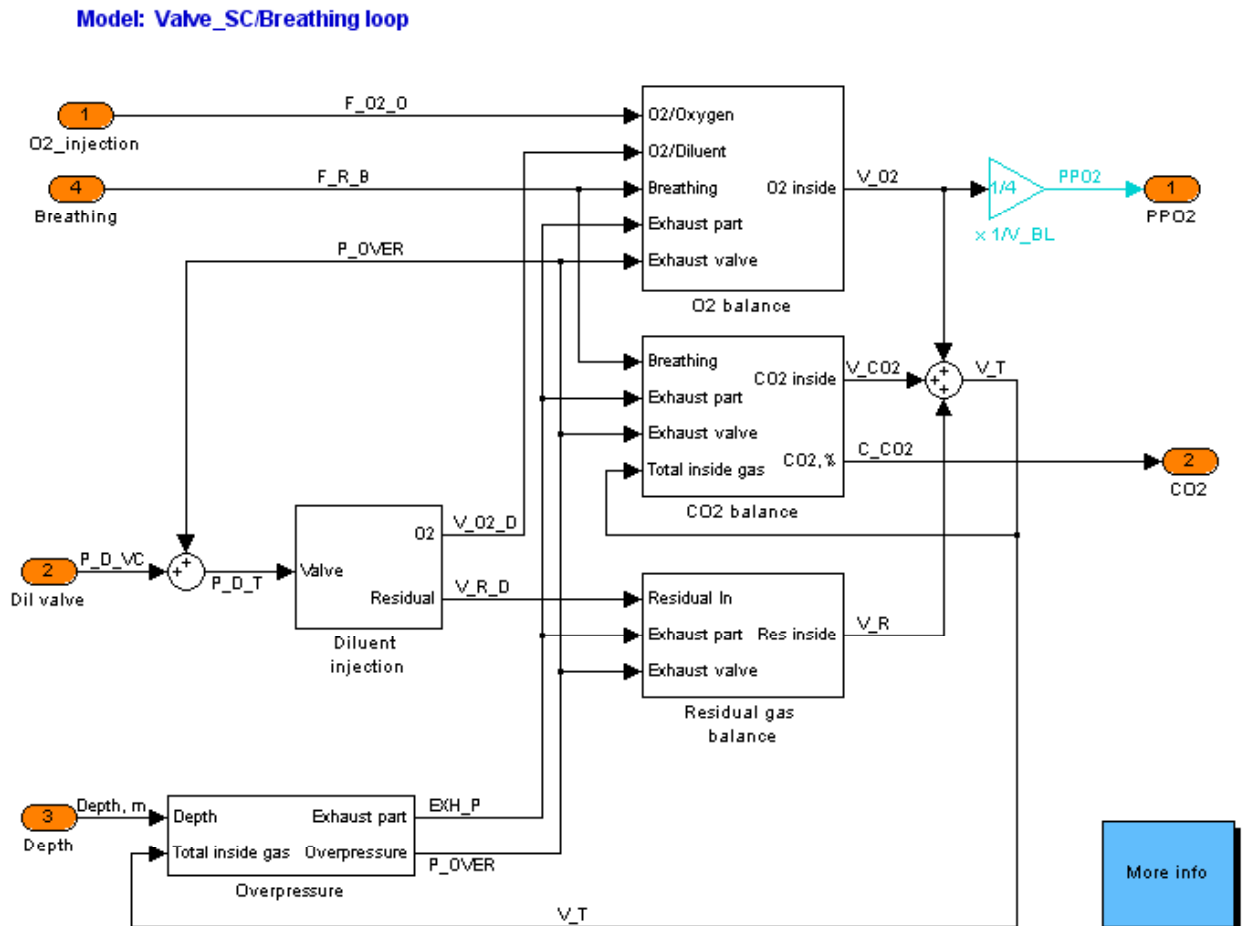 Model: Valve_SC/Breathing loop
1
O2_injection
F_O2_O
4
Breathing
F_R_B
P_OVER
O2/Oxygen
O2/Diluent
Breathing
Exhaust part
Exhaust valve
O2 inside
O2 balance
V_O2
1/4
x 1/V_BL
PPO2
1
PPO2
Breathing
Exhaust part
Exhaust valve
Total inside gas
CO2 inside
CO2, %
CO2 balance
V_CO2
+
+
+
V_T
C_CO2
2
CO2
2
Dil valve
P_D_VC
+
+
P_D_T
Valve
O2
Residual
Diluent
injection
V_O2_D
V_R_D
Residual In
Exhaust part
Exhaust valve
Res inside
Residual gas
balance
V_R
3
Depth
Depth, m
Depth
Total inside gas
Exhaust part
Overpressure
Overpressure
EXH_P
P_OVER
V_T
More info